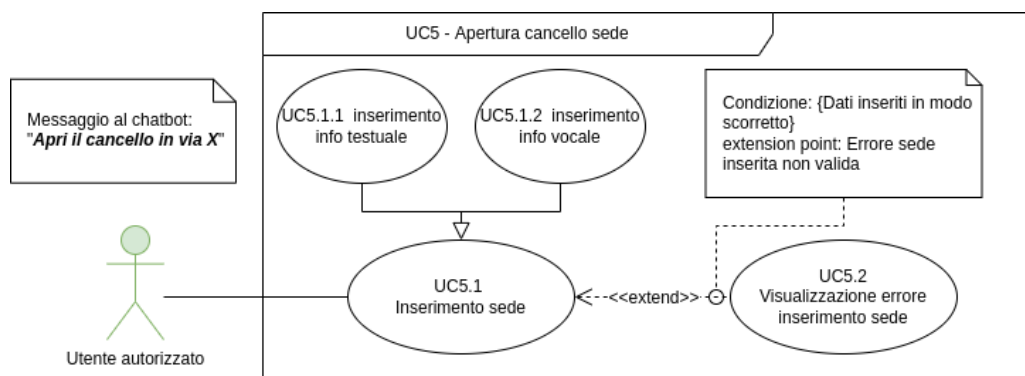 UC5 - Apertura cancello sede
Messaggio al chatbot:
"Apri il cancello in via X"
UC5.1.1 inserimento
info testuale
UC5.1.2 inserimento
info vocale
Condizione: {Dati inseriti in modo
scorretto}
extension point: Errore sede
inserita non valida
UC5.1
Inserimento sede
<<extend>>
UC5.2
Visualizzazione errore
inserimento sede
Utente autorizzato